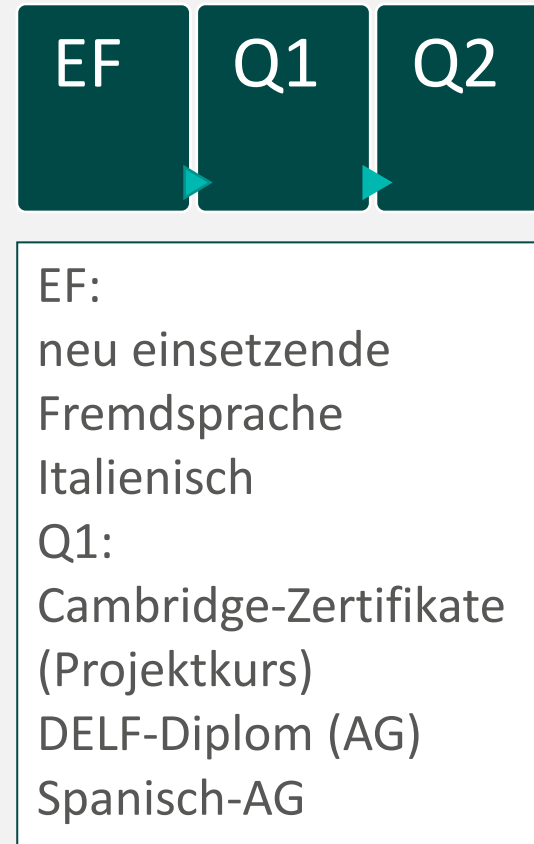 EF
Q1
Q2
EF:
neu einsetzende
Fremdsprache
Italienisch
Q1:
Cambridge-Zertifikate
(Projektkurs)
DELF-Diplom (AG)
Spanisch-AG